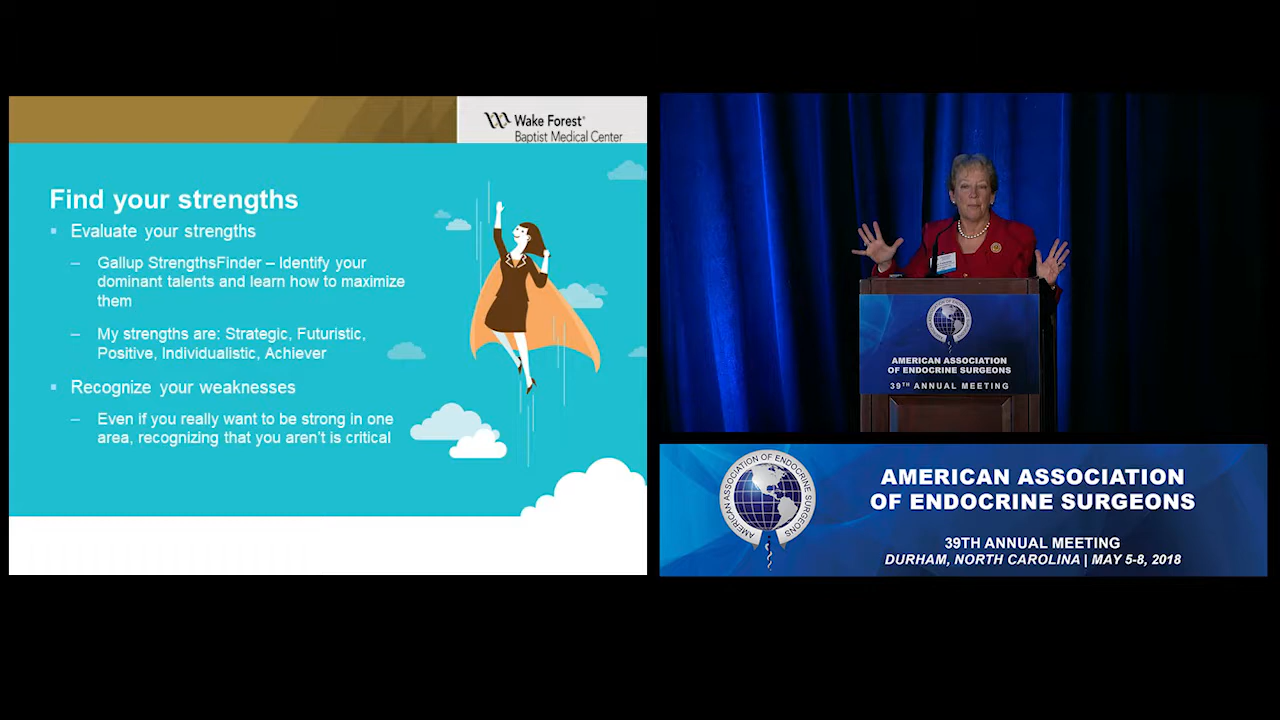 Wake Forest®
Baptist Medical Center
Find your strengths
▪ Evaluate your strengths
– Gallup StrengthsFinder – Identify your
dominant talents and learn how to maximize
them
– My strengths are: Strategic, Futuristic,
Positive, Individualistic, Achiever
▪ Recognize your weaknesses
– Even if you really want to be strong in one
area, recognizing that you aren't is critical
AMERICAN ASSOCIATION
OF ENDOCRINE SURGEONS
39TH ANNUAL MEETING
AMERICAN ASSOCIATION OF ENDOCRINE SURGEONS
AMERICAN ASSOCIATION
OF ENDOCRINE SURGEONS
39TH ANNUAL MEETING
DURHAM, NORTH CAROLINA | MAY 5-8, 2018